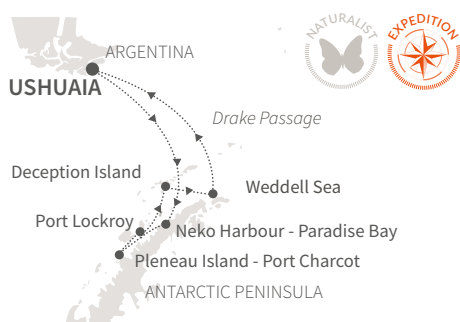 NATURALIST
EXPEDITION
ARGENTINA
USHUAIA
Drake Passage
Deception Island
Weddell Sea
Port Lockroy
Neko Harbour - Paradise Bay
Pleneau Island - Port Charcot
ANTARCTIC PENINSULA